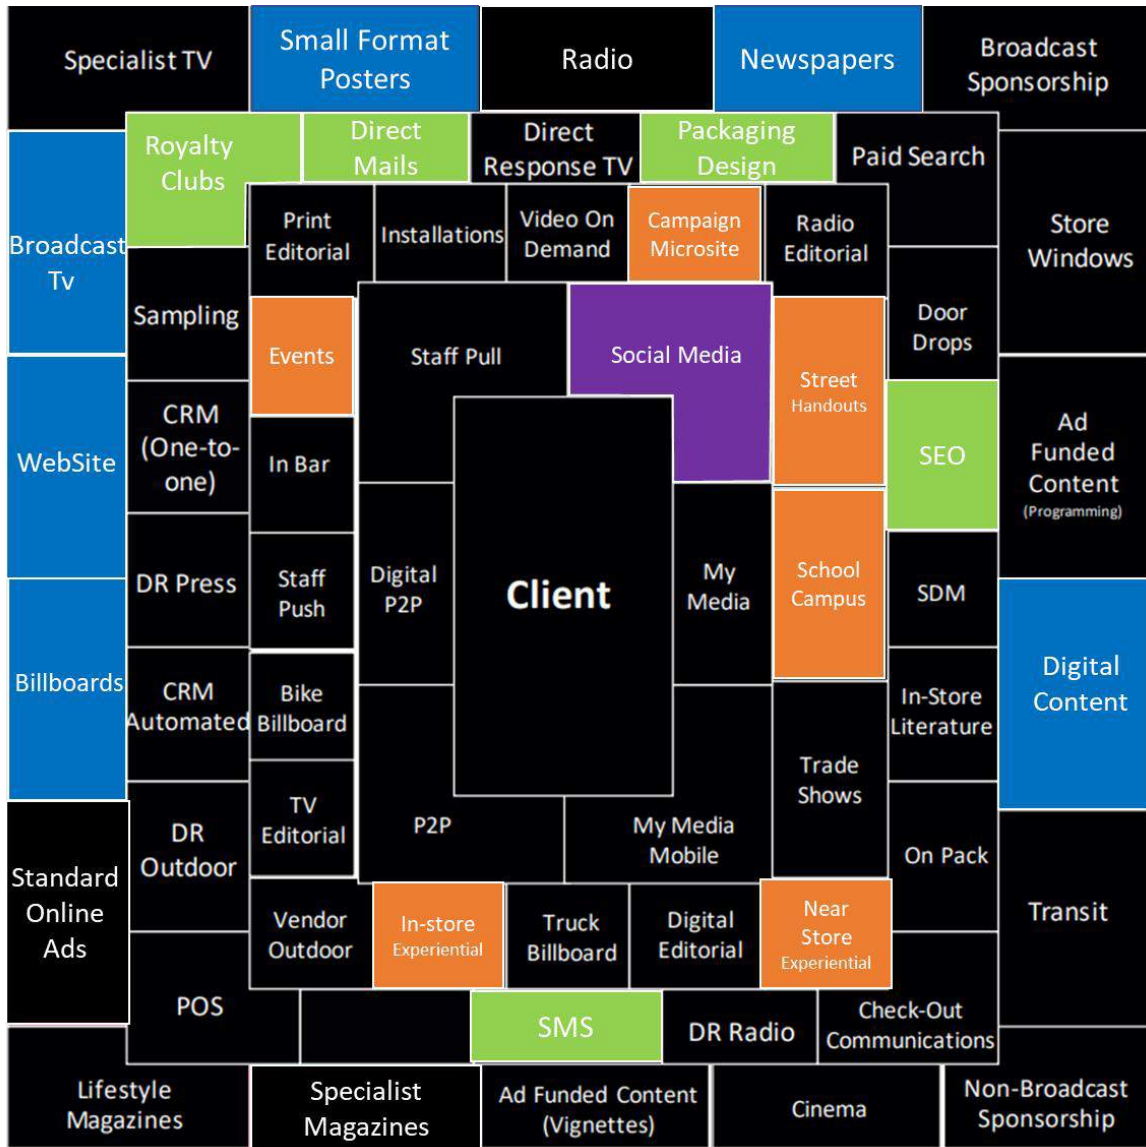 Specialist TV
Small Format
Posters
Radio
Newspapers
Broadcast
Sponsorship
Royalty
Clubs
Direct
Mails
Direct
Response TV
Packaging
Design
Paid Search
Broadcast
Tv
Print
Editorial
Installations
Video On
Demand
Campaign
Microsite
Radio
Editorial
Store
Windows
Sampling
Events
Staff Pull
Social Media
Street
Handouts
Door
Drops
WebSite
CRM
(One-to-
one)
In Bar
SEO
Ad
Funded
Content
(Programming)
DR Press
Staff
Push
Digital
P2P
Client
My
Media
School
Campus
SDM
Billboards
CRM
Automated
Bike
Billboard
In-Store
Literature
Digital
Content
DR
Outdoor
TV
Editorial
P2P
My Media
Mobile
Trade
Shows
On Pack
Standard
Online
Ads
Vendor
Outdoor
In-store
Experiential
Truck
Billboard
Digital
Editorial
Near
Store
Experiential
Transit
POS
SMS
DR Radio
Check-Out
Communications
Lifestyle
Magazines
Specialist
Magazines
Ad Funded Content
(Vignettes)
Cinema
Non-Broadcast
Sponsorship